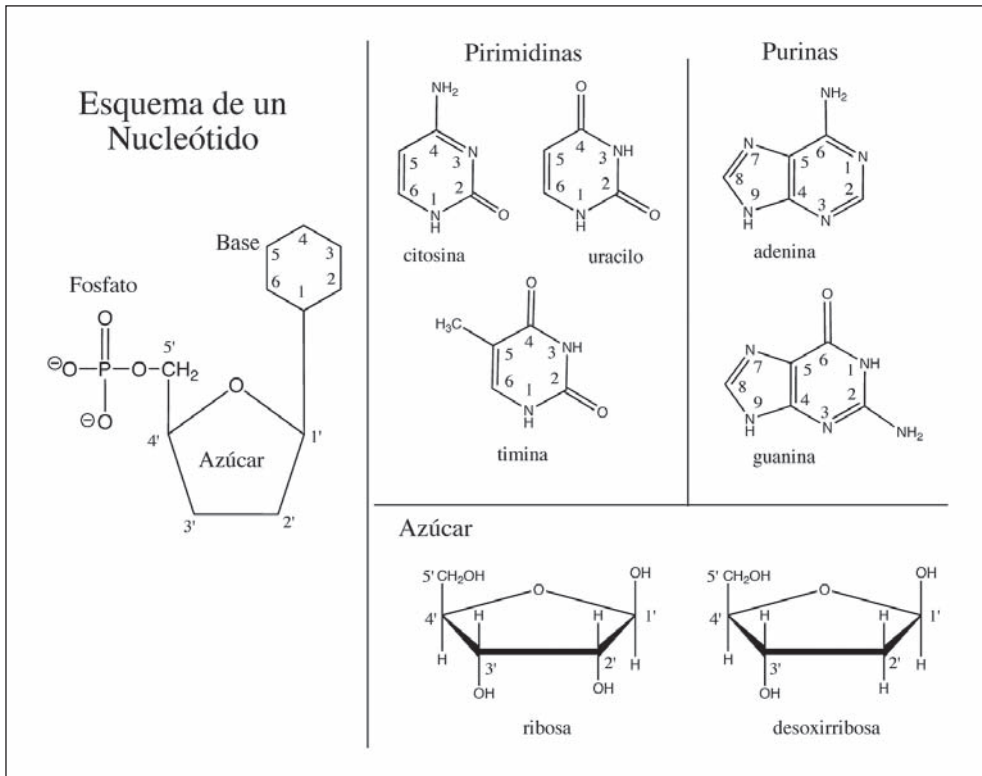 Esquema de un
Nucleótido
Base
4
5
3
6
2
1
Fosfato
O
5'
⊖O-P-O-CH₂
O
O
⊖
4'
Azúcar
1'
3'
2'
Pirimidinas
NH₂
4
5
3
N
6
1
2
N
H
O
citosina
O
4
5
3
NH
6
1
2
N
H
O
uracilo
O
H₃C
4
5
3
NH
6
1
2
N
H
O
timina
Purinas
NH₂
N
7
6
5
1
N
8
9
4
3
2
N
H
N
adenina
O
N
7
6
5
1
NH
8
9
4
3
2
N
H
N
NH₂
guanina
Azúcar
5' CH₂OH
OH
O
4'
H
H
1'
H
3'
2'
H
OH
OH
ribosa
5' CH₂OH
OH
O
4'
H
H
1'
H
3'
2'
H
OH
H
desoxirribosa